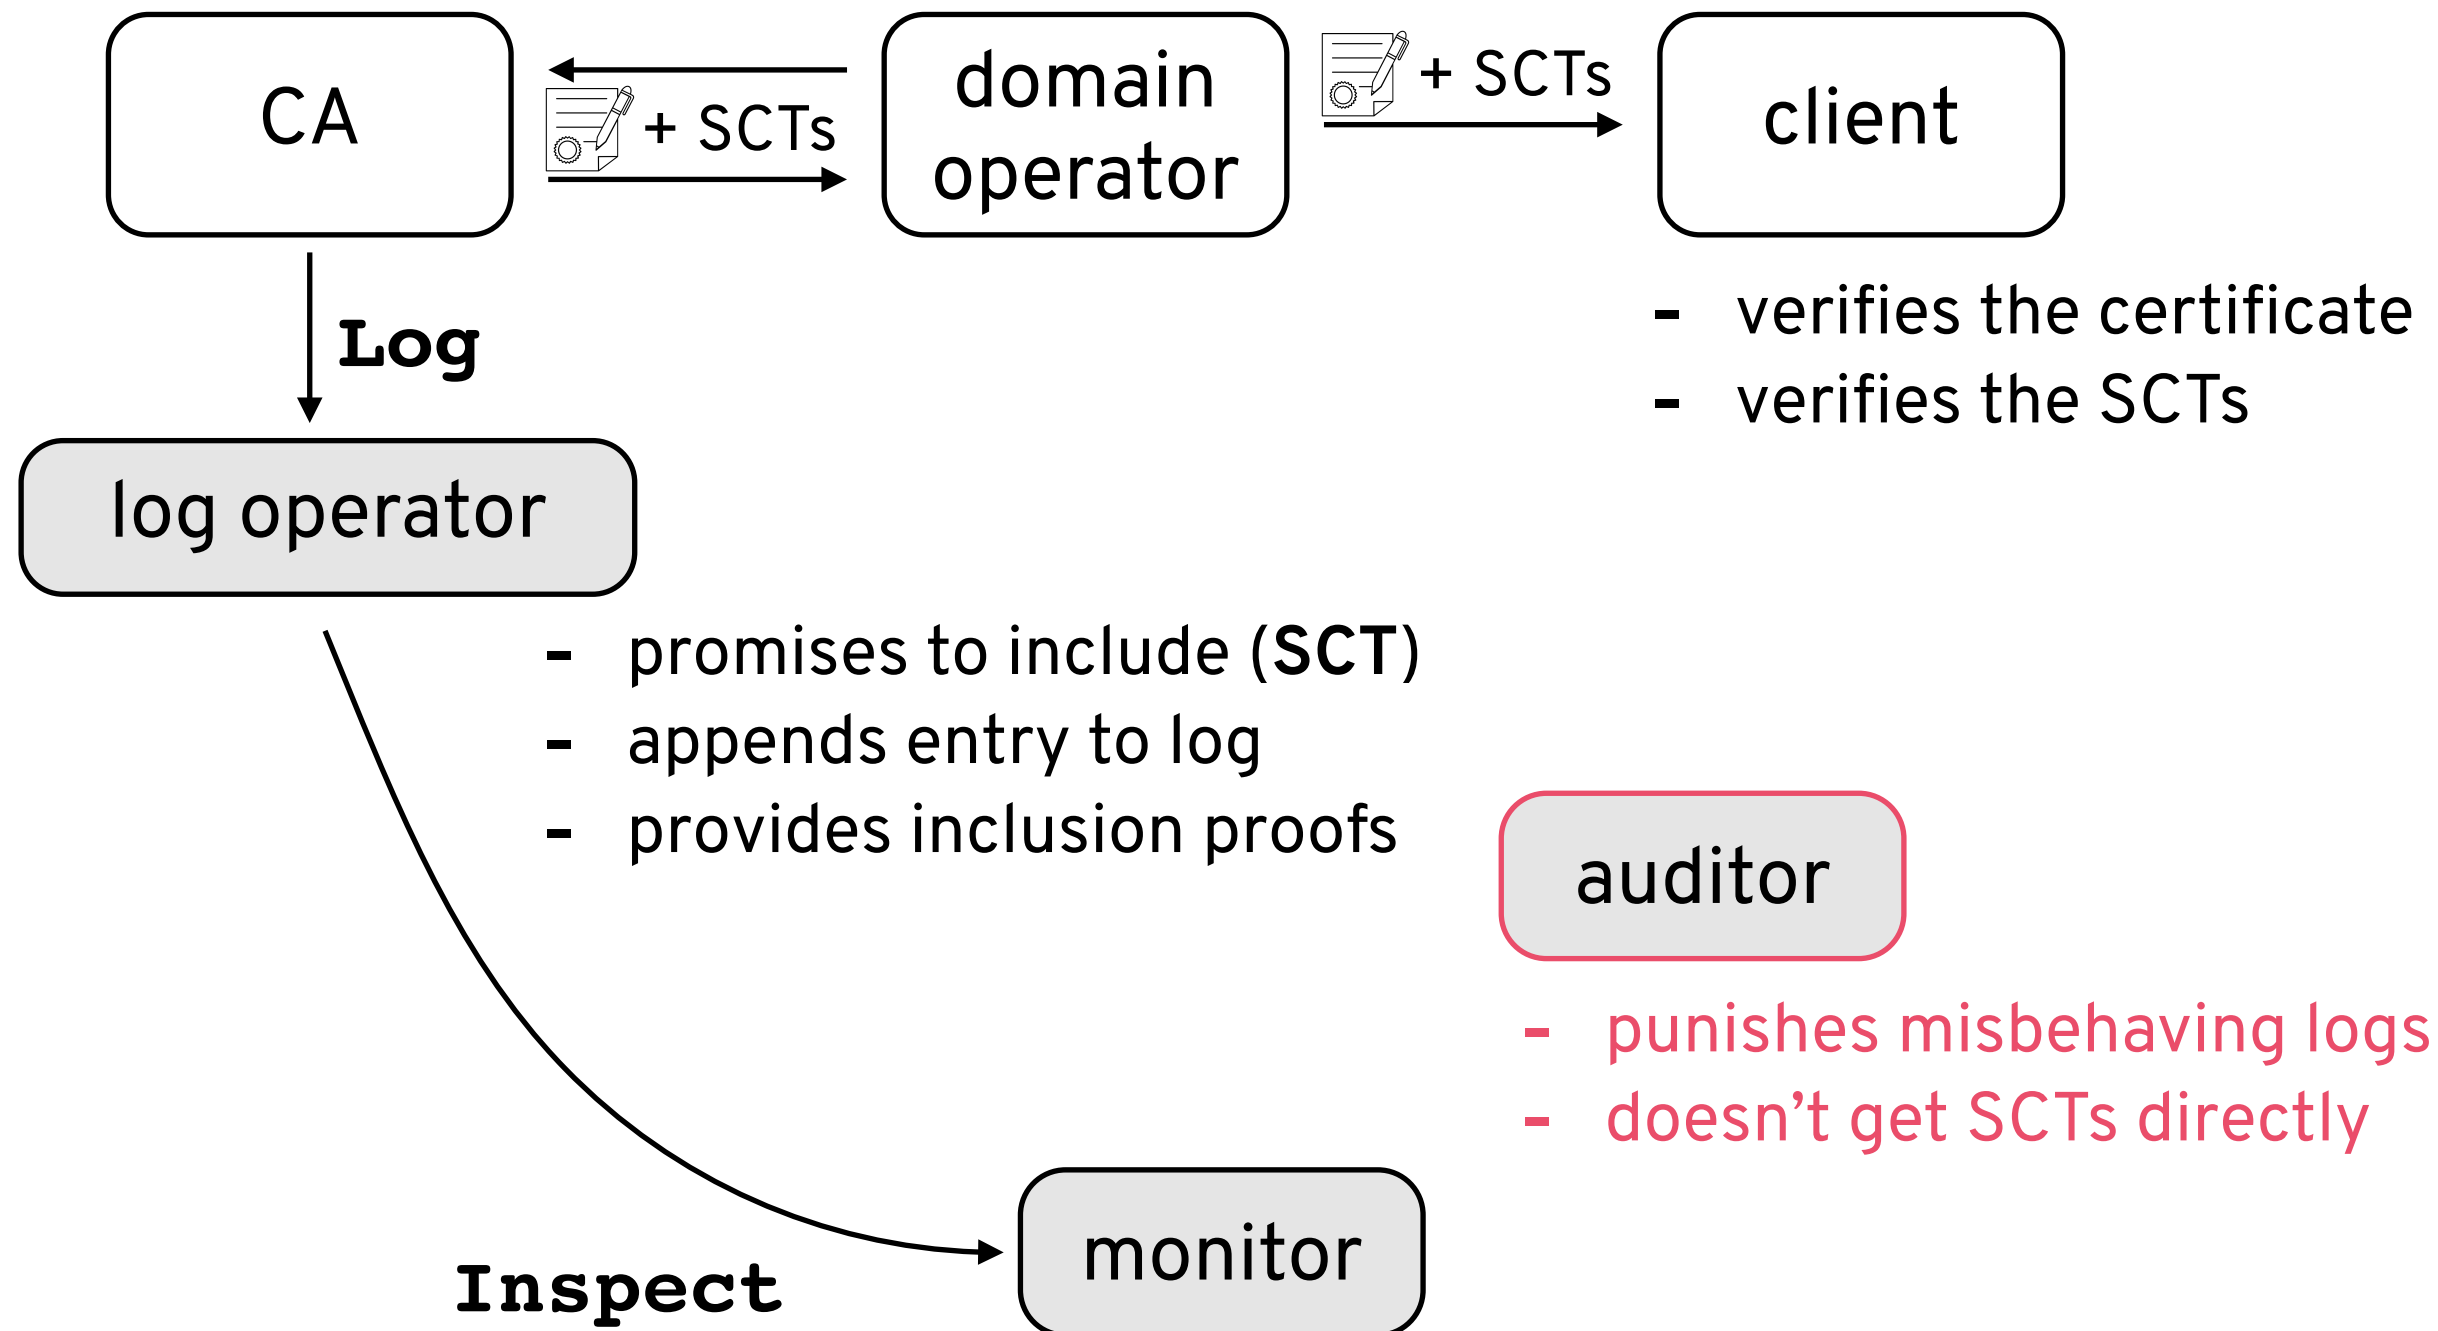 CA
+ SCTs
domain
operator
+ SCTs
client
- verifies the certificate
- verifies the SCTs
Log
log operator
- promises to include (SCT)
- appends entry to log
- provides inclusion proofs
auditor
- punishes misbehaving logs
- doesn't get SCTs directly
monitor
Inspect